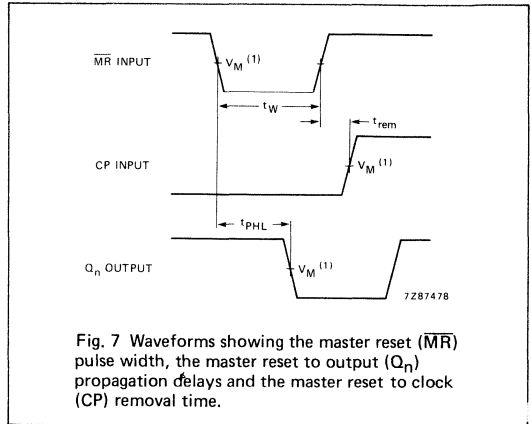 M̅R̅ INPUT
VM (1)
tW
trem
CP INPUT
VM (1)
tPHL
Qn OUTPUT
VM (1)
7Z87478
Fig. 7 Waveforms showing the master reset (M̅R̅)
pulse width, the master reset to output (Qn)
propagation delays and the master reset to clock
(CP) removal time.